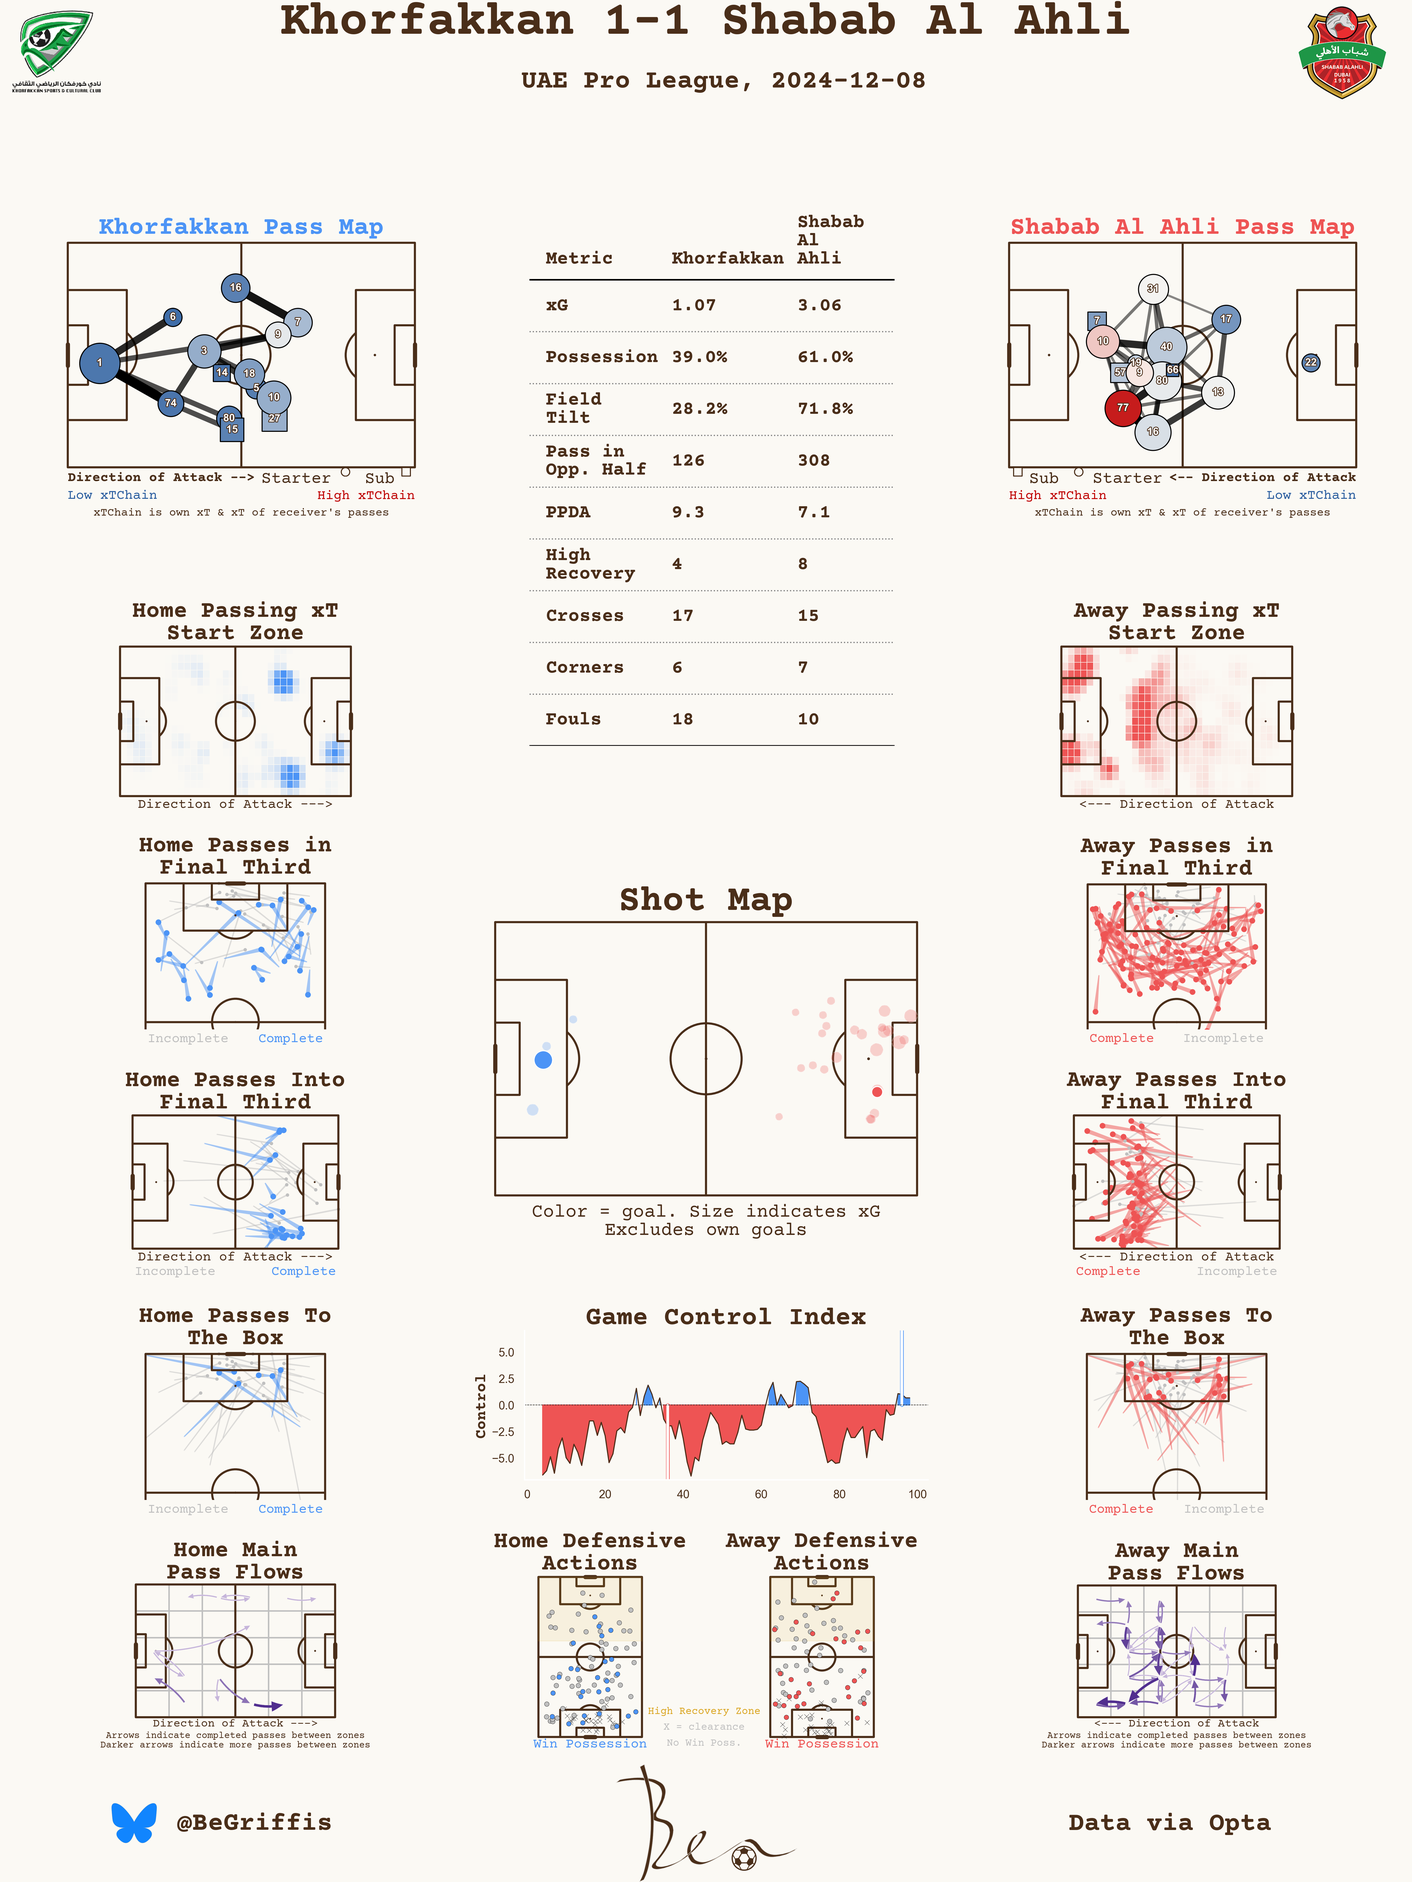 Khorfakkan 1-1 Shabab Al Ahli
UAE Pro League, 2024-12-08
نادي خورفكان الرياضي الثقافي
KHORFAKKAN SPORTS & CULTURAL CLUB
شباب الأهلي
SHABAB ALAHLI
DUBAI
1958
Khorfakkan Pass Map
1
6
16
7
9
3
14
18
5
10
27
74
80
15
Direction of Attack --> Starter Sub
Low xTChain High xTChain
xTChain is own xT & xT of receiver's passes
Metric Khorfakkan Shabab Al Ahli
xG 1.07 3.06
Possession 39.0% 61.0%
Field Tilt 28.2% 71.8%
Pass in Opp. Half 126 308
PPDA 9.3 7.1
High Recovery 4 8
Crosses 17 15
Corners 6 7
Fouls 18 10
Shabab Al Ahli Pass Map
31
7
17
10
40
22
19
57
9
66
80
13
77
16
Sub Starter <-- Direction of Attack
High xTChain Low xTChain
xTChain is own xT & xT of receiver's passes
Home Passing xT
Start Zone
Direction of Attack --->
Away Passing xT
Start Zone
<--- Direction of Attack
Home Passes in
Final Third
Incomplete Complete
Away Passes in
Final Third
Complete Incomplete
Shot Map
Color = goal. Size indicates xG
Excludes own goals
Home Passes Into
Final Third
Direction of Attack --->
Incomplete Complete
Away Passes Into
Final Third
<--- Direction of Attack
Complete Incomplete
Game Control Index
Control
5.0
2.5
0.0
−2.5
−5.0
0 20 40 60 80 100
Home Passes To
The Box
Incomplete Complete
Away Passes To
The Box
Complete Incomplete
Home Main
Pass Flows
Direction of Attack --->
Arrows indicate completed passes between zones
Darker arrows indicate more passes between zones
Home Defensive
Actions
Win Possession
Away Defensive
Actions
Win Possession
High Recovery Zone
X = clearance
No Win Poss.
Away Main
Pass Flows
<--- Direction of Attack
Arrows indicate completed passes between zones
Darker arrows indicate more passes between zones
@BeGriffis
Ben
Data via Opta